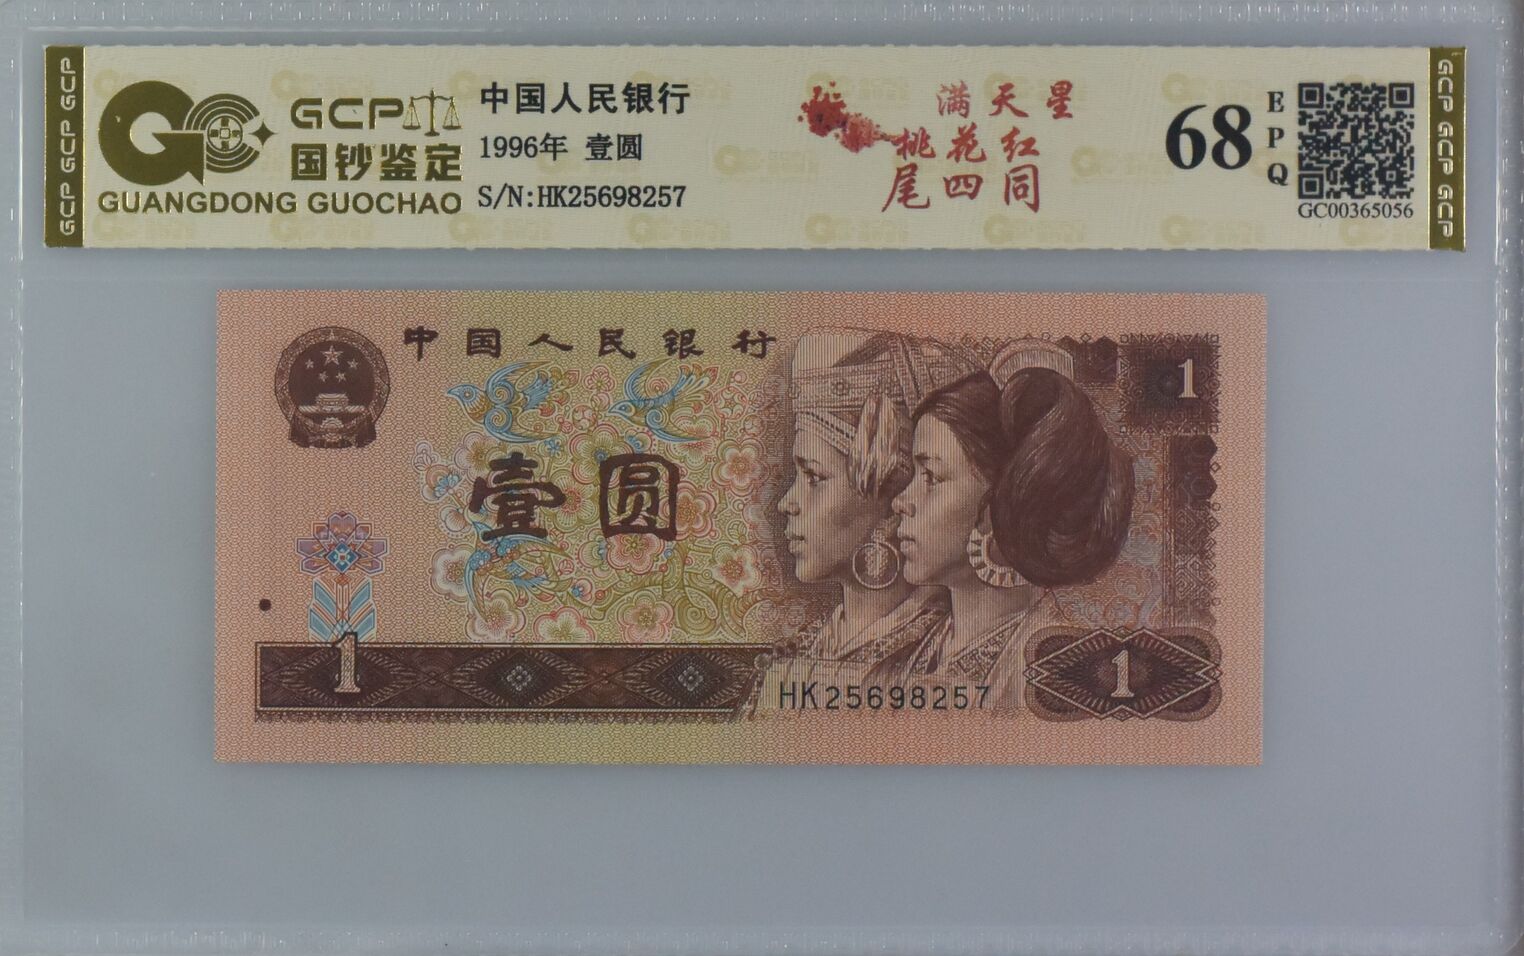 GCP GCP GCP
GCP
国钞鉴定
GUANGDONG GUOCHAO
中国人民银行
1996年 壹圆
S/N:HK25698257
满天星
桃花红
尾四同
68
EPQ
GC00365056
GCP GCP GCP
中国人民银行
1
壹圆
1
HK25698257
1